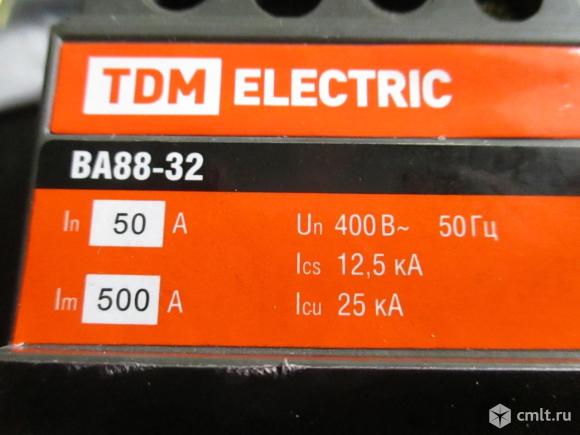 TDM ELECTRIC
ВА88-32
In 50 А Un 400 В~ 50 Гц
Ics 12,5 кА
Im 500 А Icu 25 кА
cmlt.ru